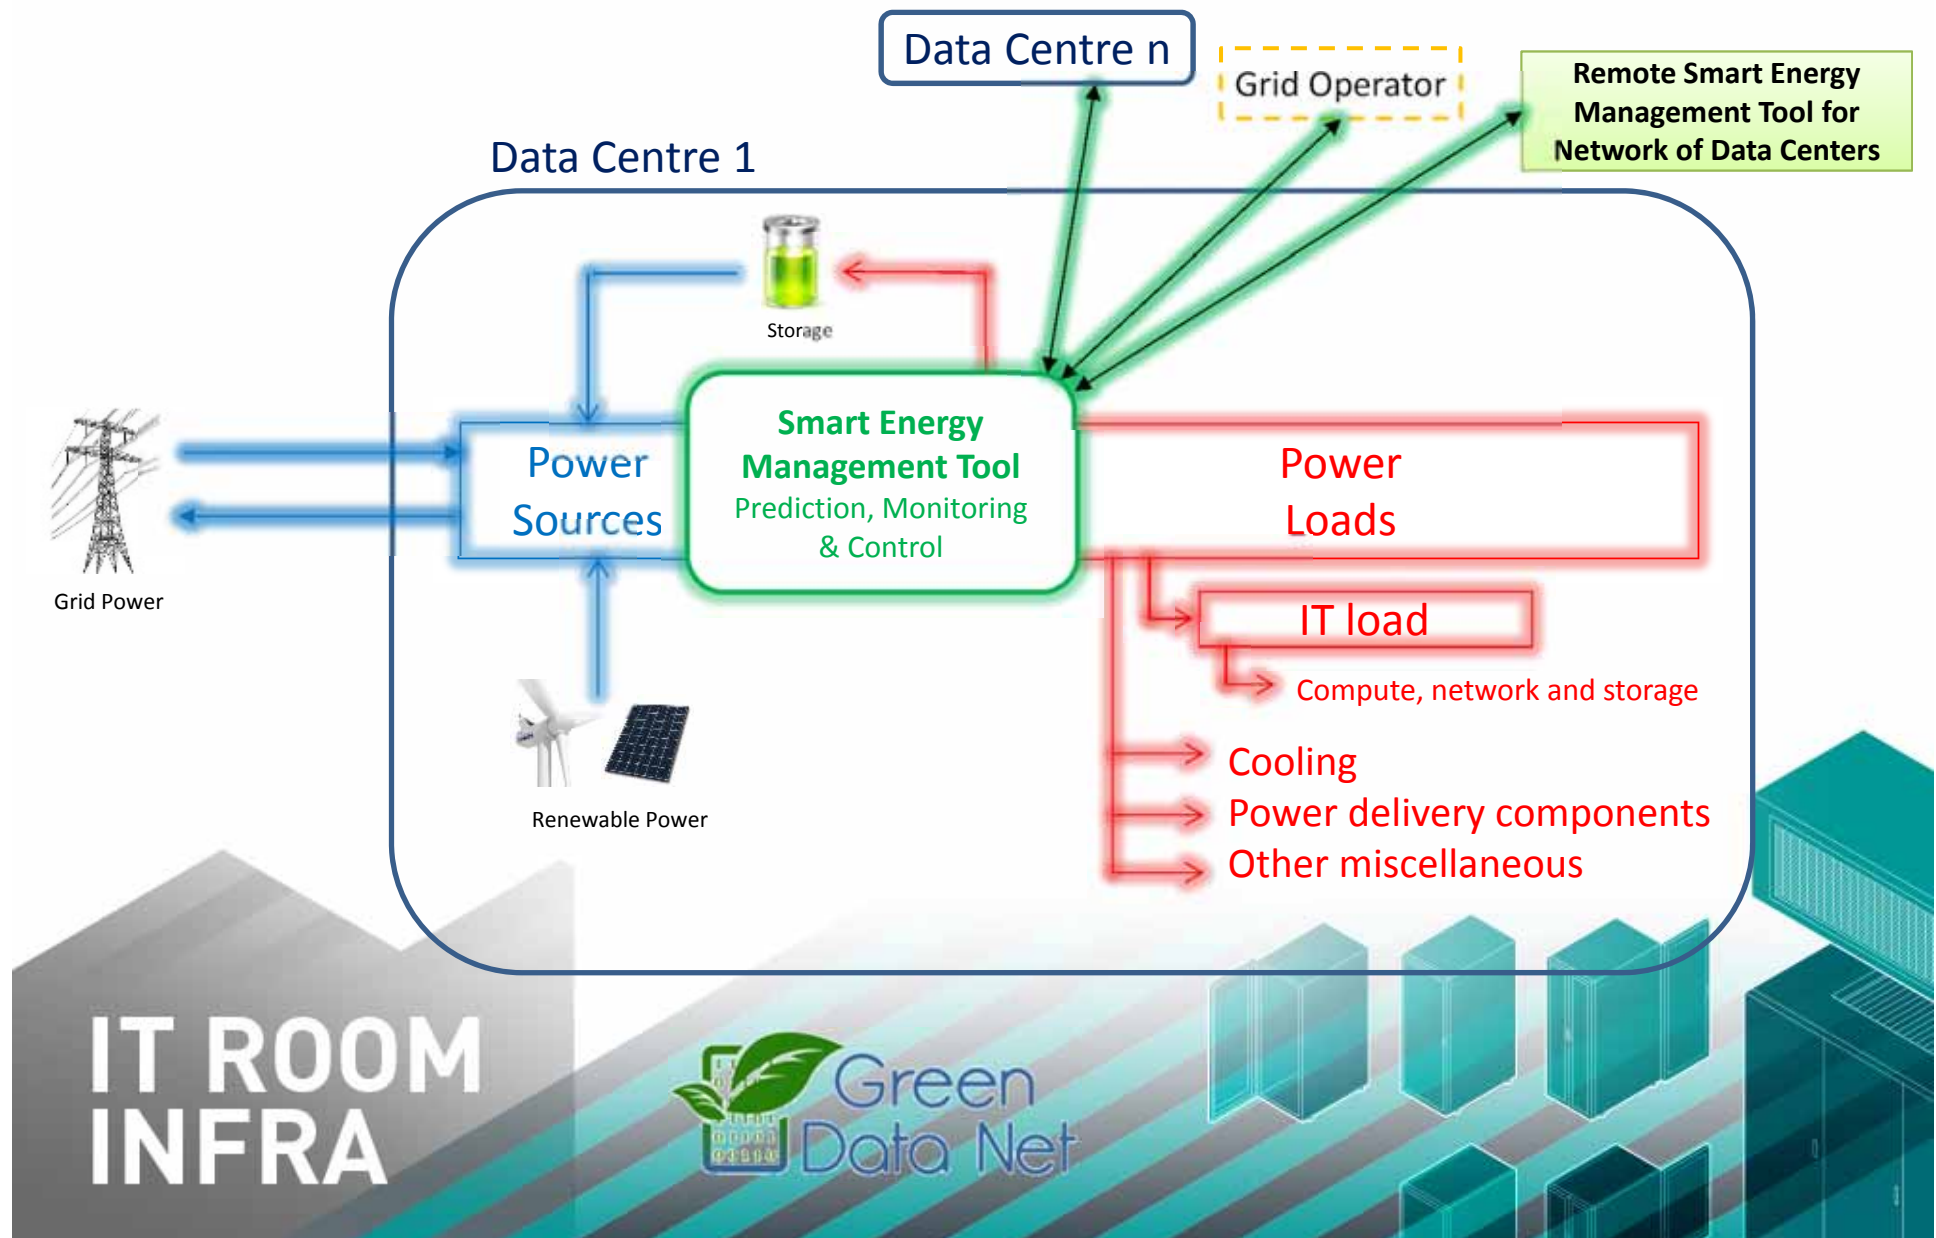 Data Centre n
Grid Operator
Remote Smart Energy
Management Tool for
Network of Data Centers
Data Centre 1
Storage
Smart Energy
Management Tool
Prediction, Monitoring
& Control
Power
Sources
Power
Loads
Grid Power
IT load
Compute, network and storage
Renewable Power
Cooling
Power delivery components
Other miscellaneous
IT ROOM
INFRA
Green
Data Net